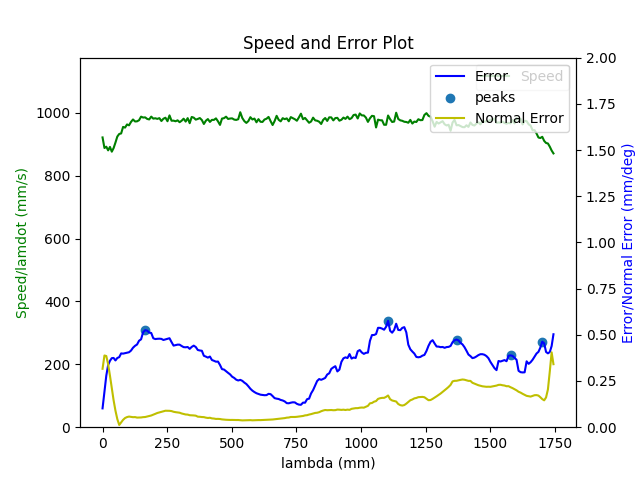 Speed and Error Plot
Speed
Error
peaks
Normal Error
Speed/lamdot (mm/s)
1000
800
600
400
200
0
2.00
1.75
1.50
1.25
1.00
0.75
0.50
0.25
0.00
Error/Normal Error (mm/deg)
0 250 500 750 1000 1250 1500 1750
lambda (mm)